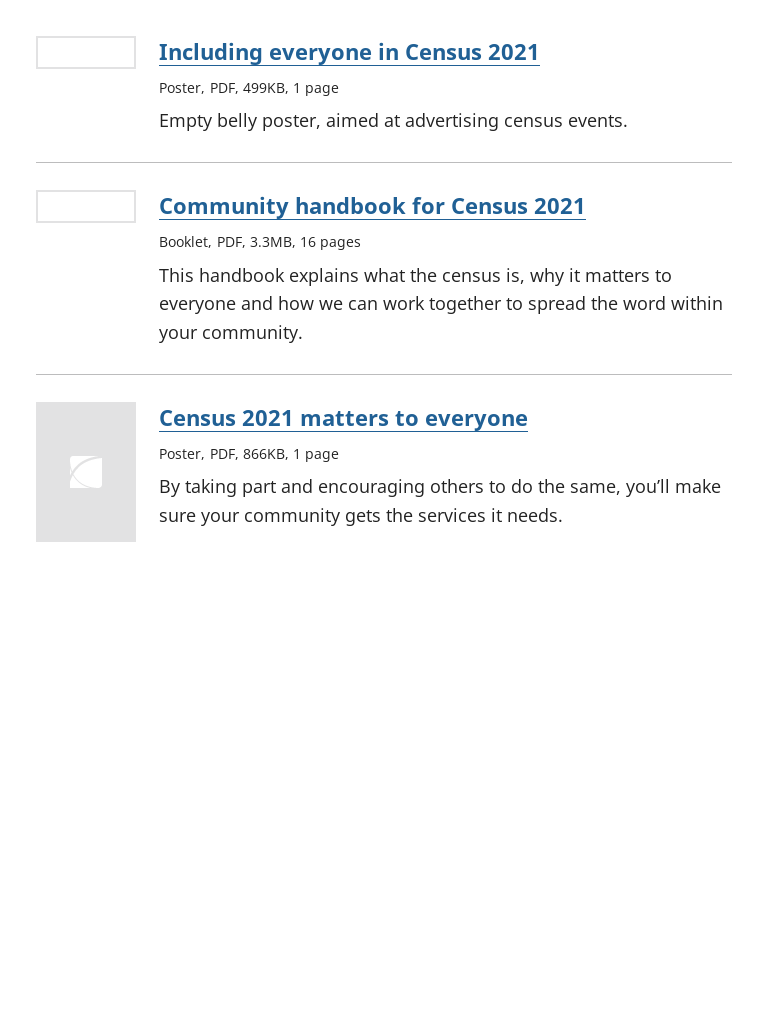 Including everyone in Census 2021
Poster, PDF, 499KB, 1 page
Empty belly poster, aimed at advertising census events.
Community handbook for Census 2021
Booklet, PDF, 3.3MB, 16 pages
This handbook explains what the census is, why it matters to
everyone and how we can work together to spread the word within
your community.
Census 2021 matters to everyone
Poster, PDF, 866KB, 1 page
By taking part and encouraging others to do the same, you’ll make
sure your community gets the services it needs.